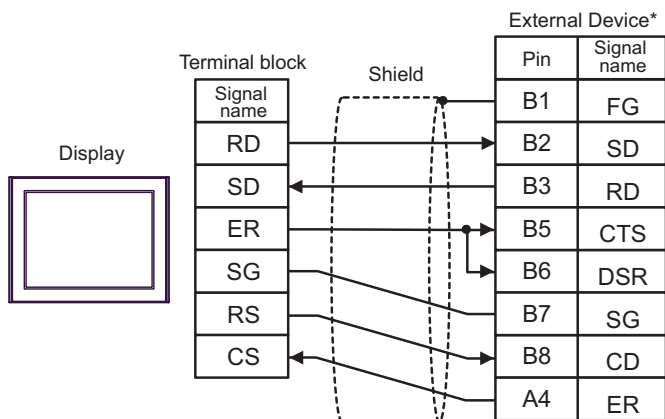 External Device*
Terminal block
Shield
Pin
Signal
name
Signal
name
B1
FG
Display
RD
B2
SD
SD
B3
RD
ER
B5
CTS
SG
B6
DSR
RS
B7
SG
CS
B8
CD
A4
ER